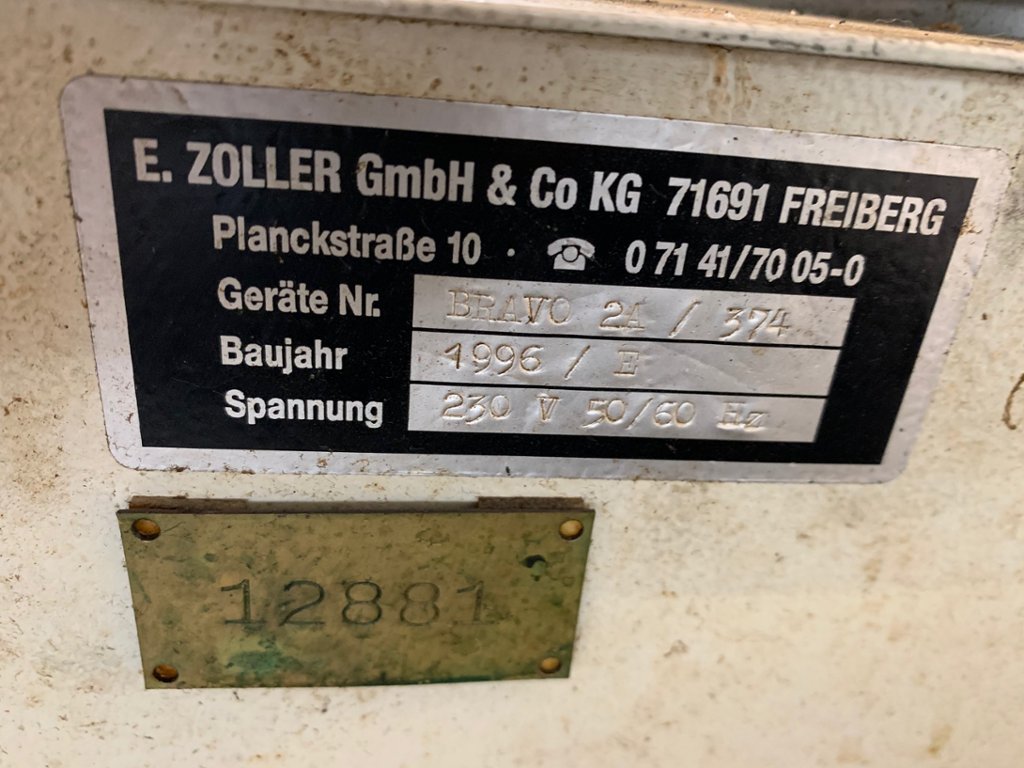 E. ZOLLER GmbH & Co KG 71691 FREIBERG
Planckstraße 10 · ☎ 0 71 41/70 05-0
Geräte Nr. BRAVO 2A / 374
Baujahr 1996 / E
Spannung 230 V 50/60 Hz
12881